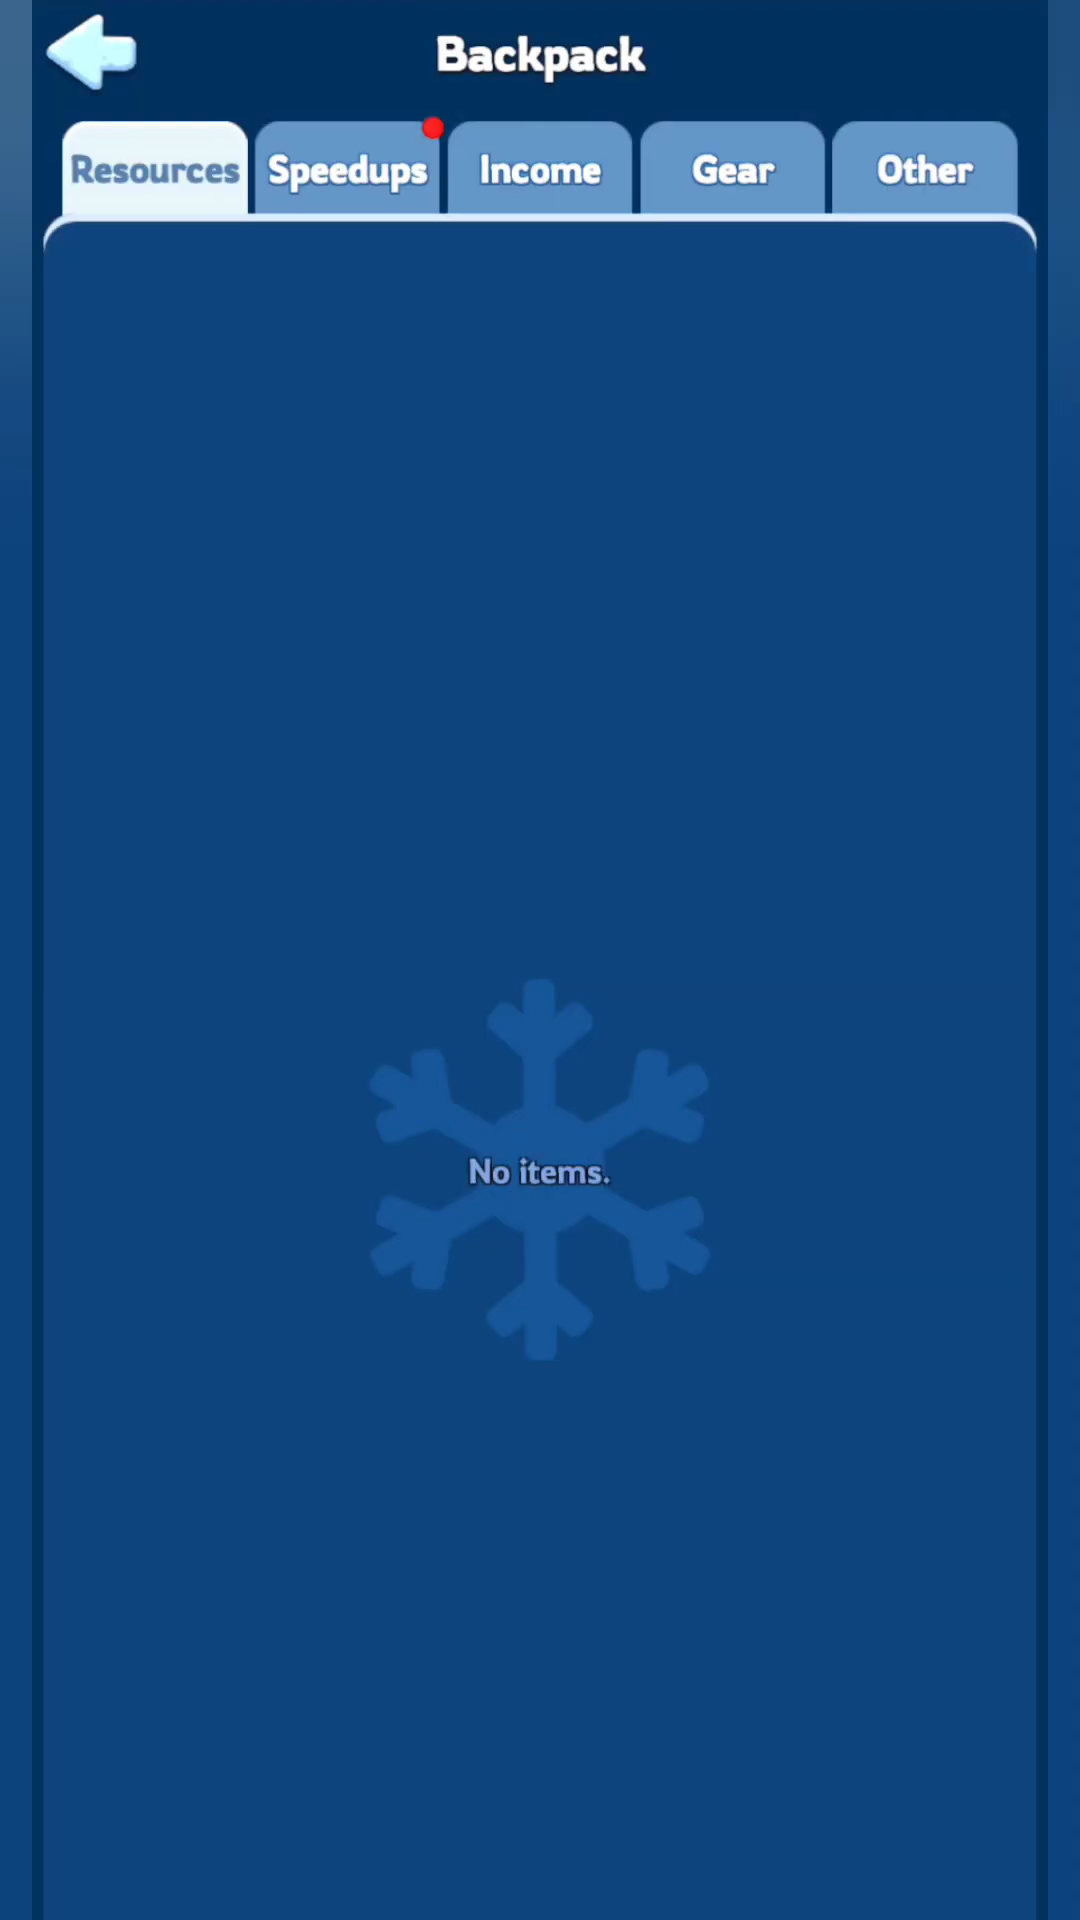 Backpack
Resources
Speedups
Income
Gear
Other
No items.